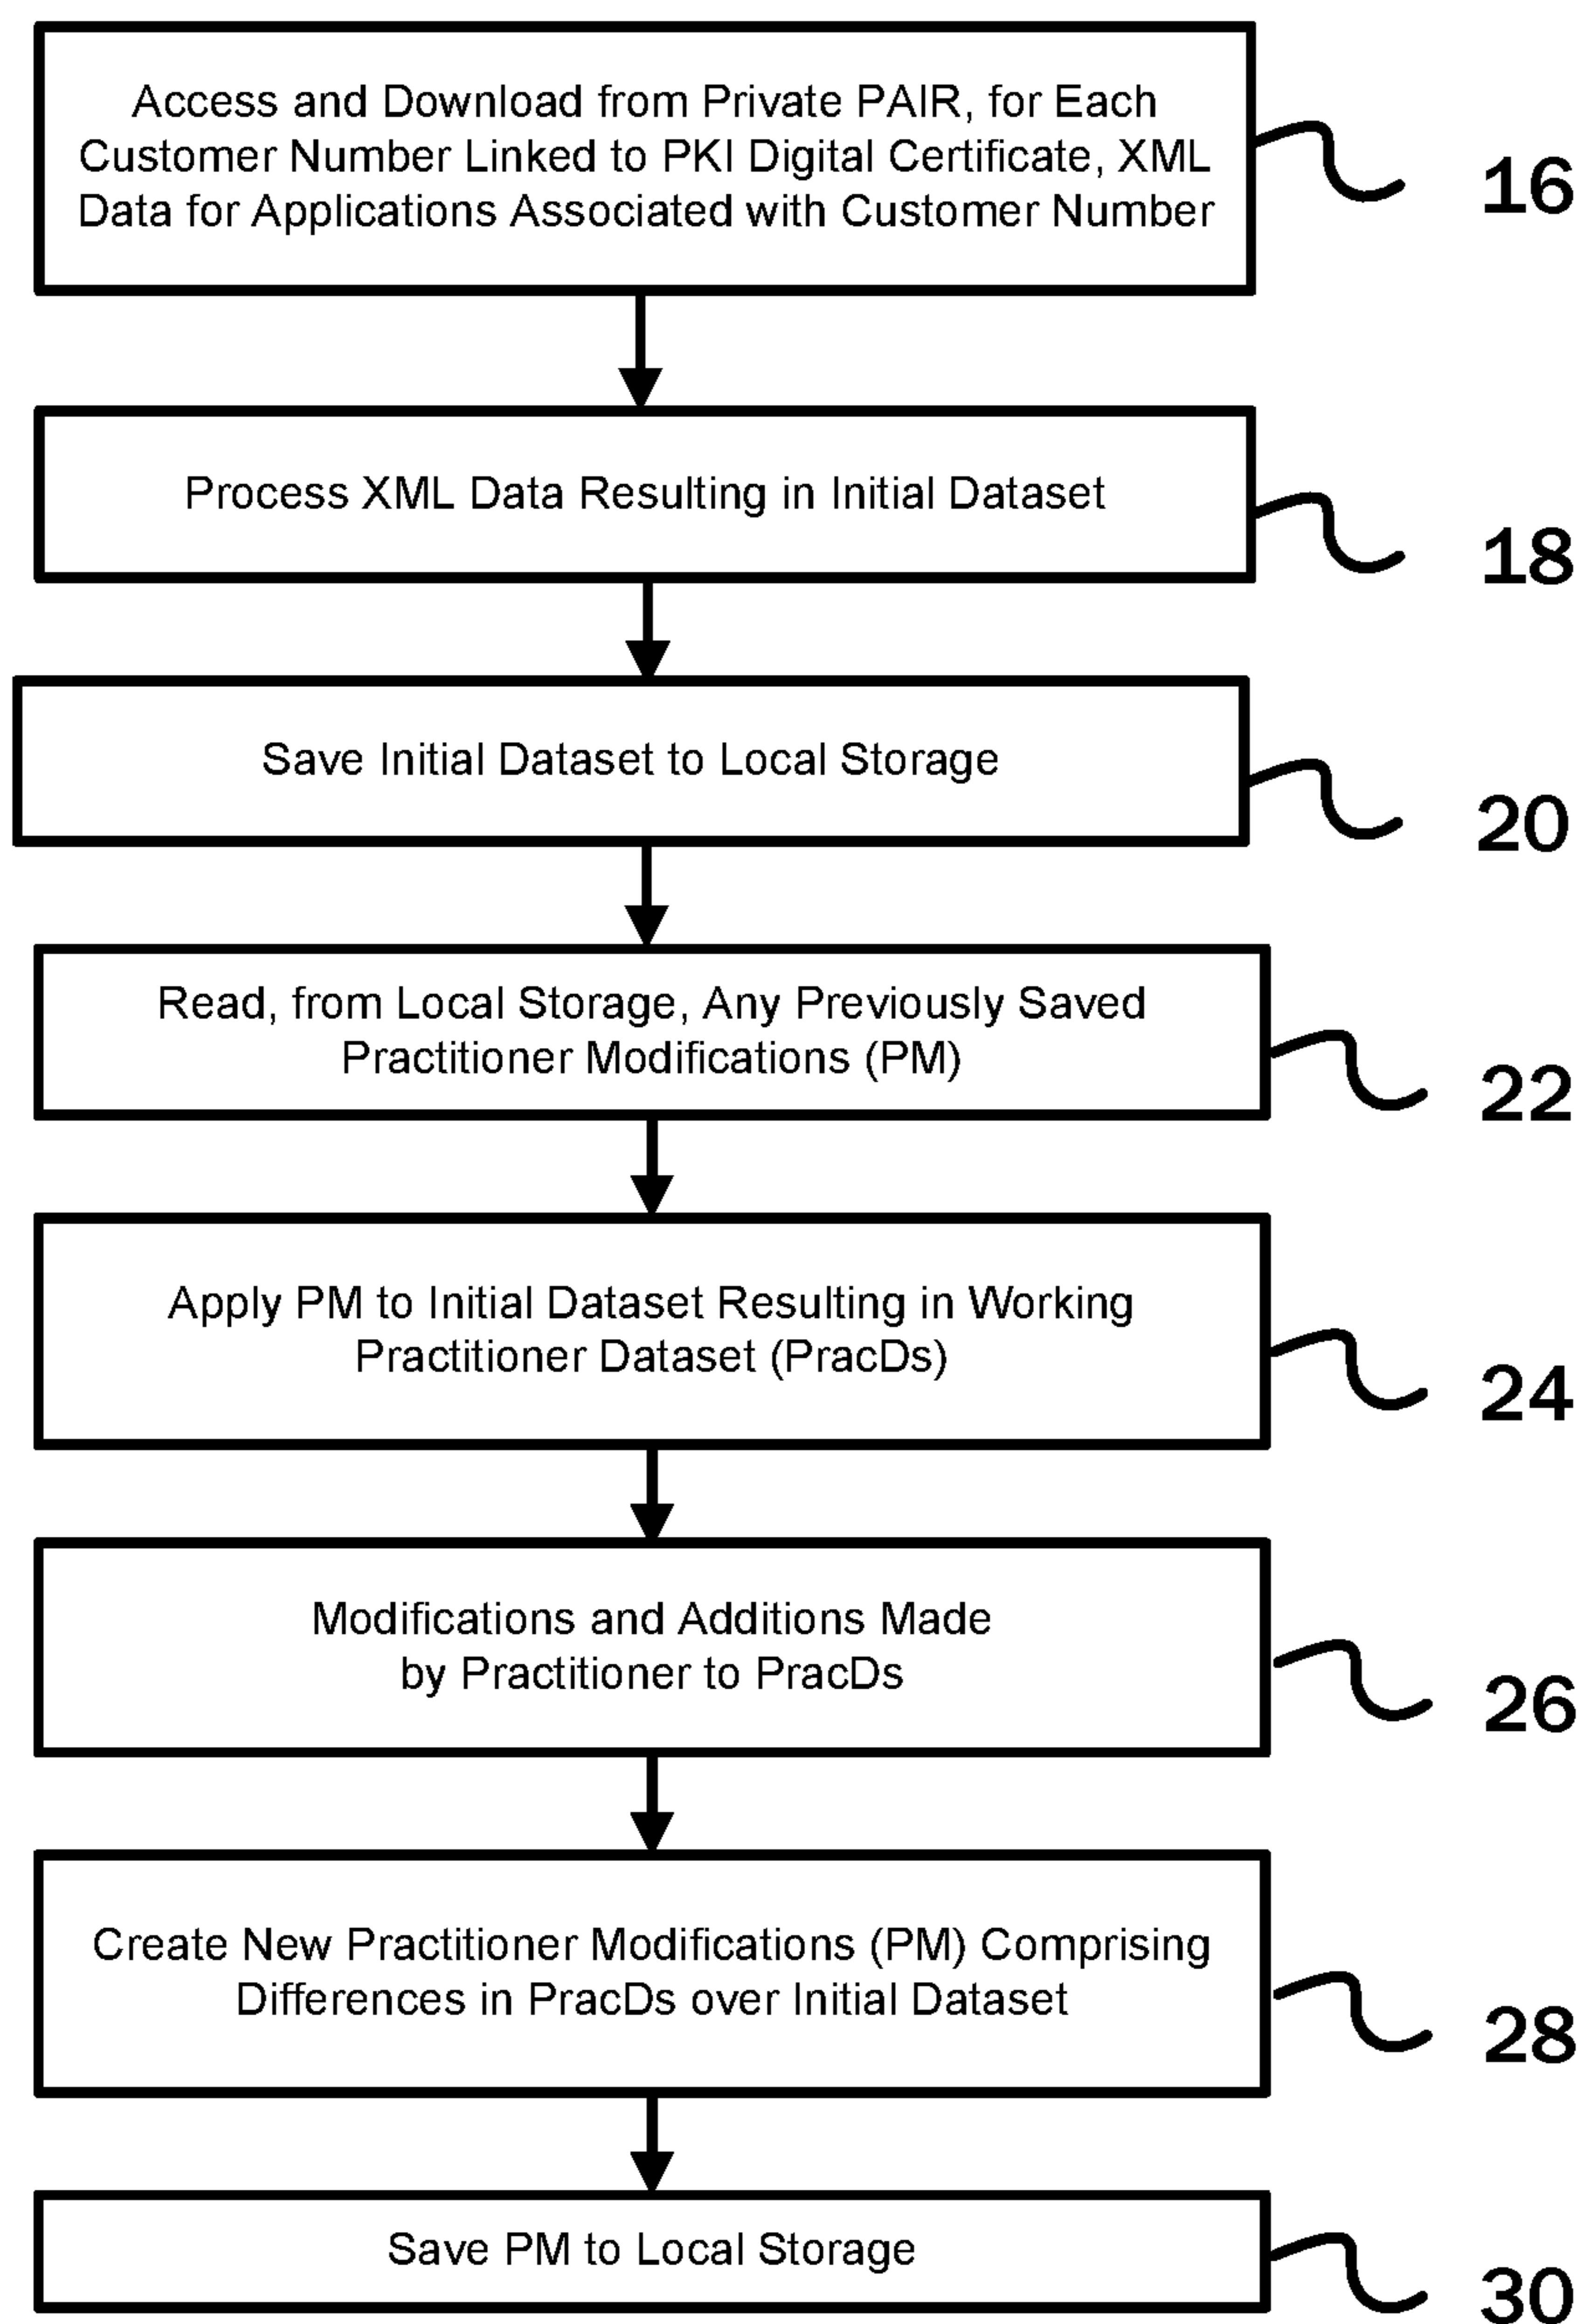 Access and Download from Private PAIR, for Each
Customer Number Linked to PKI Digital Certificate, XML
Data for Applications Associated with Customer Number
16
Process XML Data Resulting in Initial Dataset
18
Save Initial Dataset to Local Storage
20
Read, from Local Storage, Any Previously Saved
Practitioner Modifications (PM)
22
Apply PM to Initial Dataset Resulting in Working
Practitioner Dataset (PracDs)
24
Modifications and Additions Made
by Practitioner to PracDs
26
Create New Practitioner Modifications (PM) Comprising
Differences in PracDs over Initial Dataset
28
Save PM to Local Storage
30